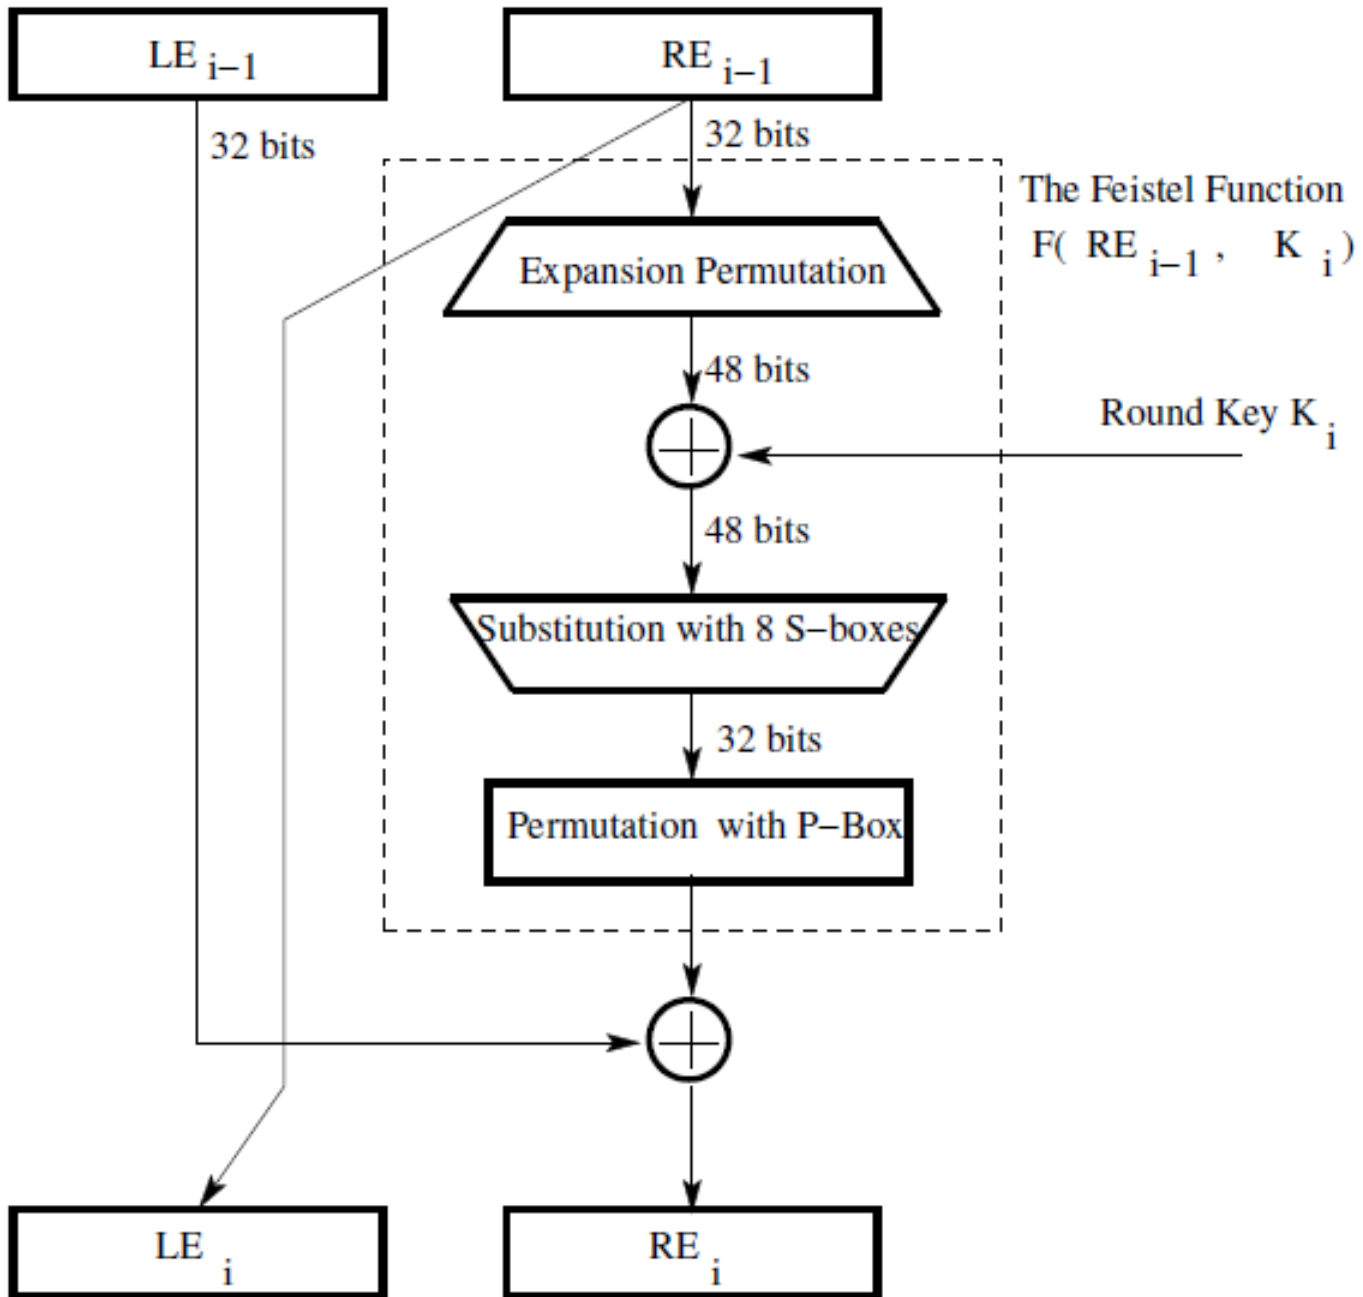 LE i−1
RE i−1
32 bits
32 bits
The Feistel Function
F( RE i−1 , K i )
Expansion Permutation
48 bits
Round Key K i
48 bits
Substitution with 8 S−boxes
32 bits
Permutation with P−Box
LE i
RE i